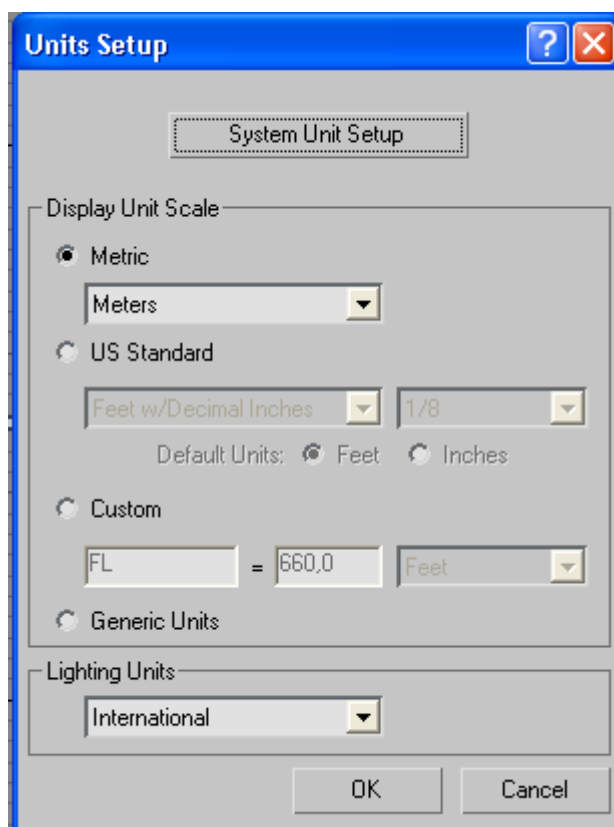 Units Setup
System Unit Setup
Display Unit Scale
Metric
Meters
US Standard
Feet w/Decimal Inches 1/8
Default Units: Feet Inches
Custom
FL = 660,0 Feet
Generic Units
Lighting Units
International
OK Cancel